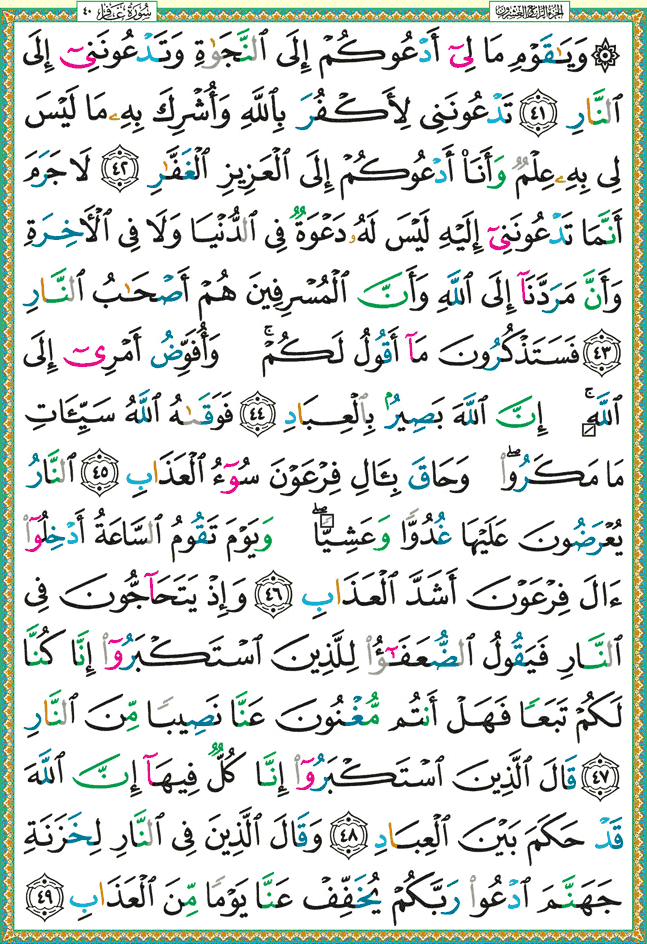 الجزء الرابع والعشرون
سورة غافر ٤٠
۞ وَيَٰقَوْمِ مَا لِىٓ أَدْعُوكُمْ إِلَى ٱلنَّجَوٰةِ وَتَدْعُونَنِىٓ إِلَى
ٱلنَّارِ ٤١ تَدْعُونَنِى لِأَكْفُرَ بِٱللَّهِ وَأُشْرِكَ بِهِۦ مَا لَيْسَ
لِى بِهِۦ عِلْمٌ وَأَنَا۠ أَدْعُوكُمْ إِلَى ٱلْعَزِيزِ ٱلْغَفَّٰرِ ٤٢ لَا جَرَمَ
أَنَّمَا تَدْعُونَنِىٓ إِلَيْهِ لَيْسَ لَهُۥ دَعْوَةٌ فِى ٱلدُّنْيَا وَلَا فِى ٱلْأَخِرَةِ
وَأَنَّ مَرَدَّنَآ إِلَى ٱللَّهِ وَأَنَّ ٱلْمُسْرِفِينَ هُمْ أَصْحَٰبُ ٱلنَّارِ
٤٣ فَسَتَذْكُرُونَ مَآ أَقُولُ لَكُمْ ۚ وَأُفَوِّضُ أَمْرِىٓ إِلَى
ٱللَّهِ ۚ إِنَّ ٱللَّهَ بَصِيرٌۢ بِٱلْعِبَادِ ٤٤ فَوَقَىٰهُ ٱللَّهُ سَيِّـَٔاتِ
مَا مَكَرُوا۟ ۖ وَحَاقَ بِـَٔالِ فِرْعَوْنَ سُوٓءُ ٱلْعَذَابِ ٤٥ ٱلنَّارُ
يُعْرَضُونَ عَلَيْهَا غُدُوًّا وَعَشِيًّا ۖ وَيَوْمَ تَقُومُ ٱلسَّاعَةُ أَدْخِلُوٓا۟
ءَالَ فِرْعَوْنَ أَشَدَّ ٱلْعَذَابِ ٤٦ وَإِذْ يَتَحَآجُّونَ فِى
ٱلنَّارِ فَيَقُولُ ٱلضُّعَفَٰٓؤُا۟ لِلَّذِينَ ٱسْتَكْبَرُوٓا۟ إِنَّا كُنَّا
لَكُمْ تَبَعًا فَهَلْ أَنتُم مُّغْنُونَ عَنَّا نَصِيبًا مِّنَ ٱلنَّارِ
٤٧ قَالَ ٱلَّذِينَ ٱسْتَكْبَرُوٓا۟ إِنَّا كُلٌّ فِيهَآ إِنَّ ٱللَّهَ
قَدْ حَكَمَ بَيْنَ ٱلْعِبَادِ ٤٨ وَقَالَ ٱلَّذِينَ فِى ٱلنَّارِ لِخَزَنَةِ
جَهَنَّمَ ٱدْعُوا۟ رَبَّكُمْ يُخَفِّفْ عَنَّا يَوْمًا مِّنَ ٱلْعَذَابِ ٤٩